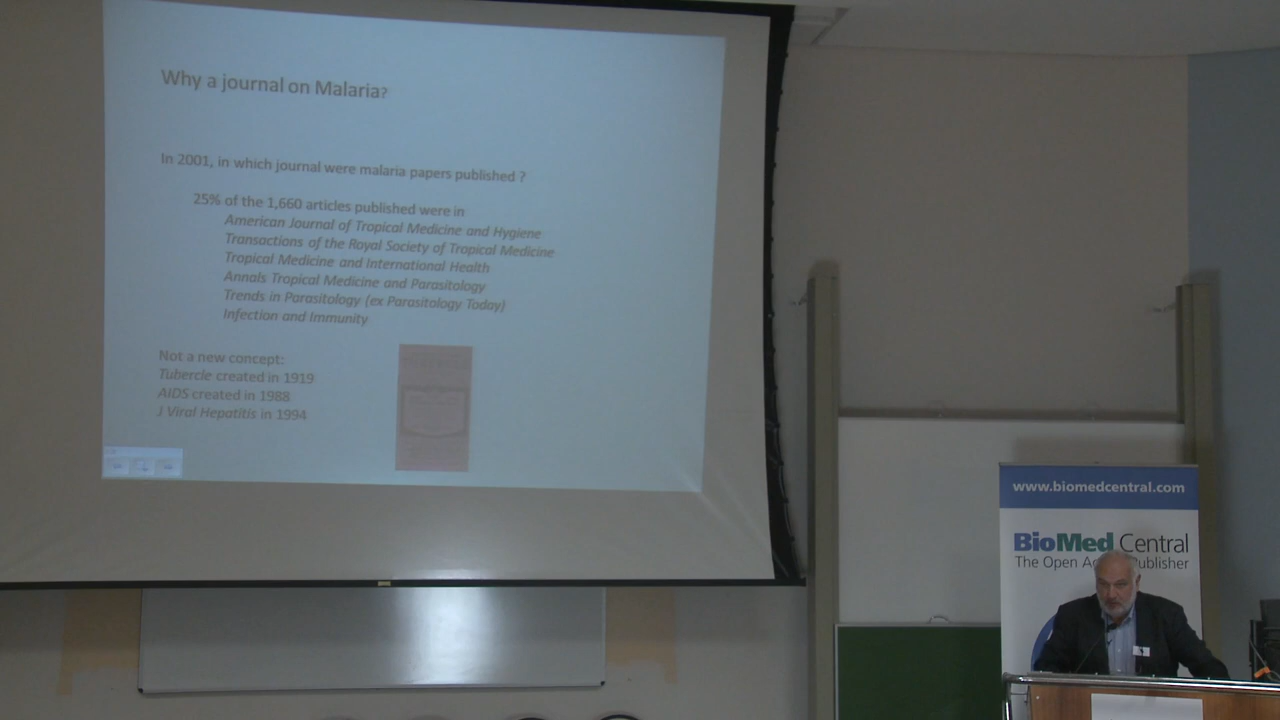 Why a journal on Malaria?
In 2001, in which journal were malaria papers published ?
25% of the 1,660 articles published were in
American Journal of Tropical Medicine and Hygiene
Transactions of the Royal Society of Tropical Medicine
Tropical Medicine and International Health
Annals Tropical Medicine and Parasitology
Trends in Parasitology (ex Parasitology Today)
Infection and Immunity
Not a new concept:
Tubercle created in 1919
AIDS created in 1988
J Viral Hepatitis in 1994
www.biomedcentral.com
BioMed Central
The Open Publisher